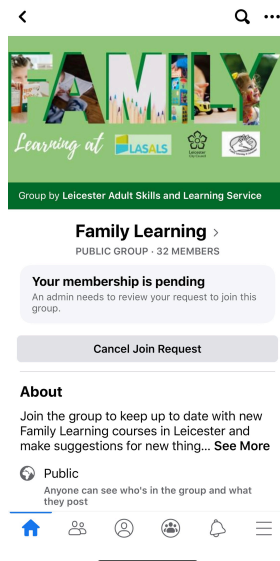 FAMILY
Learning at
LASALS
Group by Leicester Adult Skills and Learning Service
Family Learning
PUBLIC GROUP · 32 MEMBERS
Your membership is pending
An admin needs to review your request to join this
group.
Cancel Join Request
About
Join the group to keep up to date with new
Family Learning courses in Leicester and
make suggestions for new thing... See More
Public
Anyone can see who's in the group and what
they post